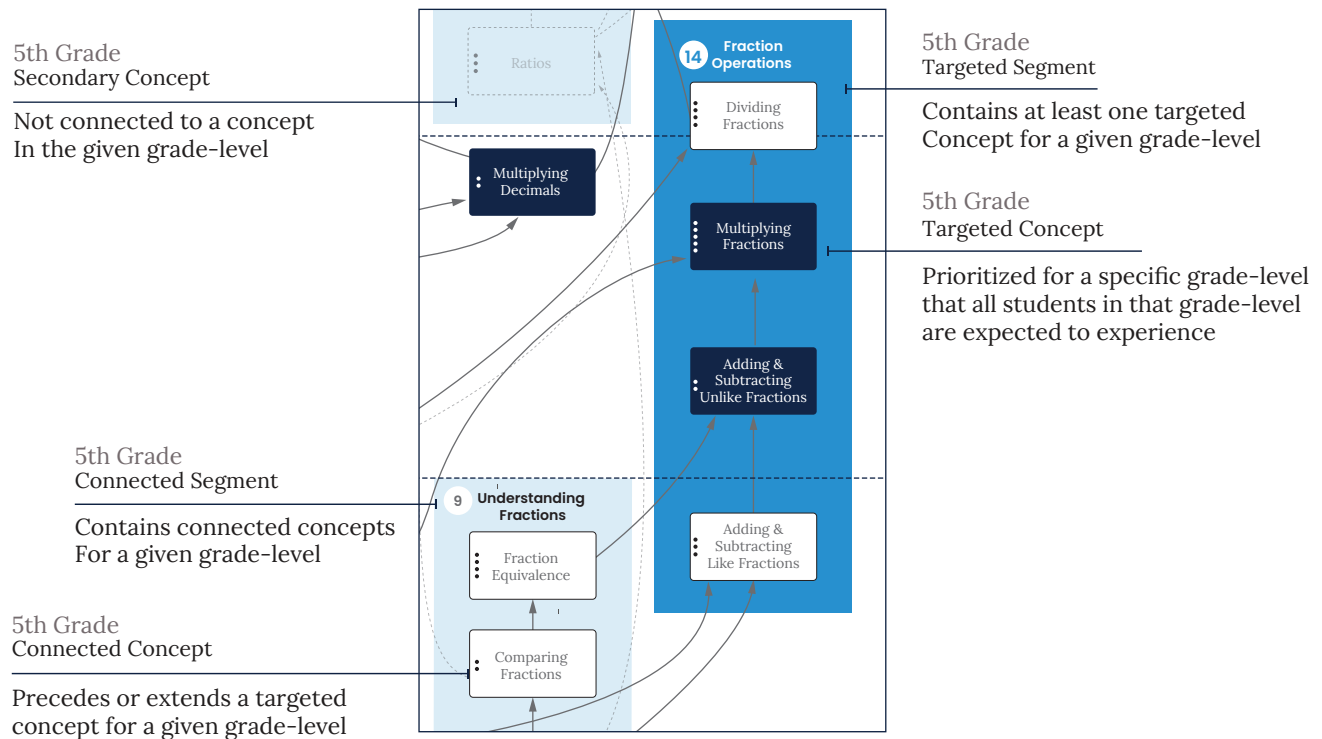 5th Grade
Secondary Concept
Not connected to a concept
In the given grade-level
5th Grade
Connected Segment
Contains connected concepts
For a given grade-level
5th Grade
Connected Concept
Precedes or extends a targeted
concept for a given grade-level
Ratios
Multiplying
Decimals
9
Understanding
Fractions
Fraction
Equivalence
Comparing
Fractions
14
Fraction
Operations
Dividing
Fractions
Multiplying
Fractions
Adding &
Subtracting
Unlike Fractions
Adding &
Subtracting
Like Fractions
5th Grade
Targeted Segment
Contains at least one targeted
Concept for a given grade-level
5th Grade
Targeted Concept
Prioritized for a specific grade-level
that all students in that grade-level
are expected to experience